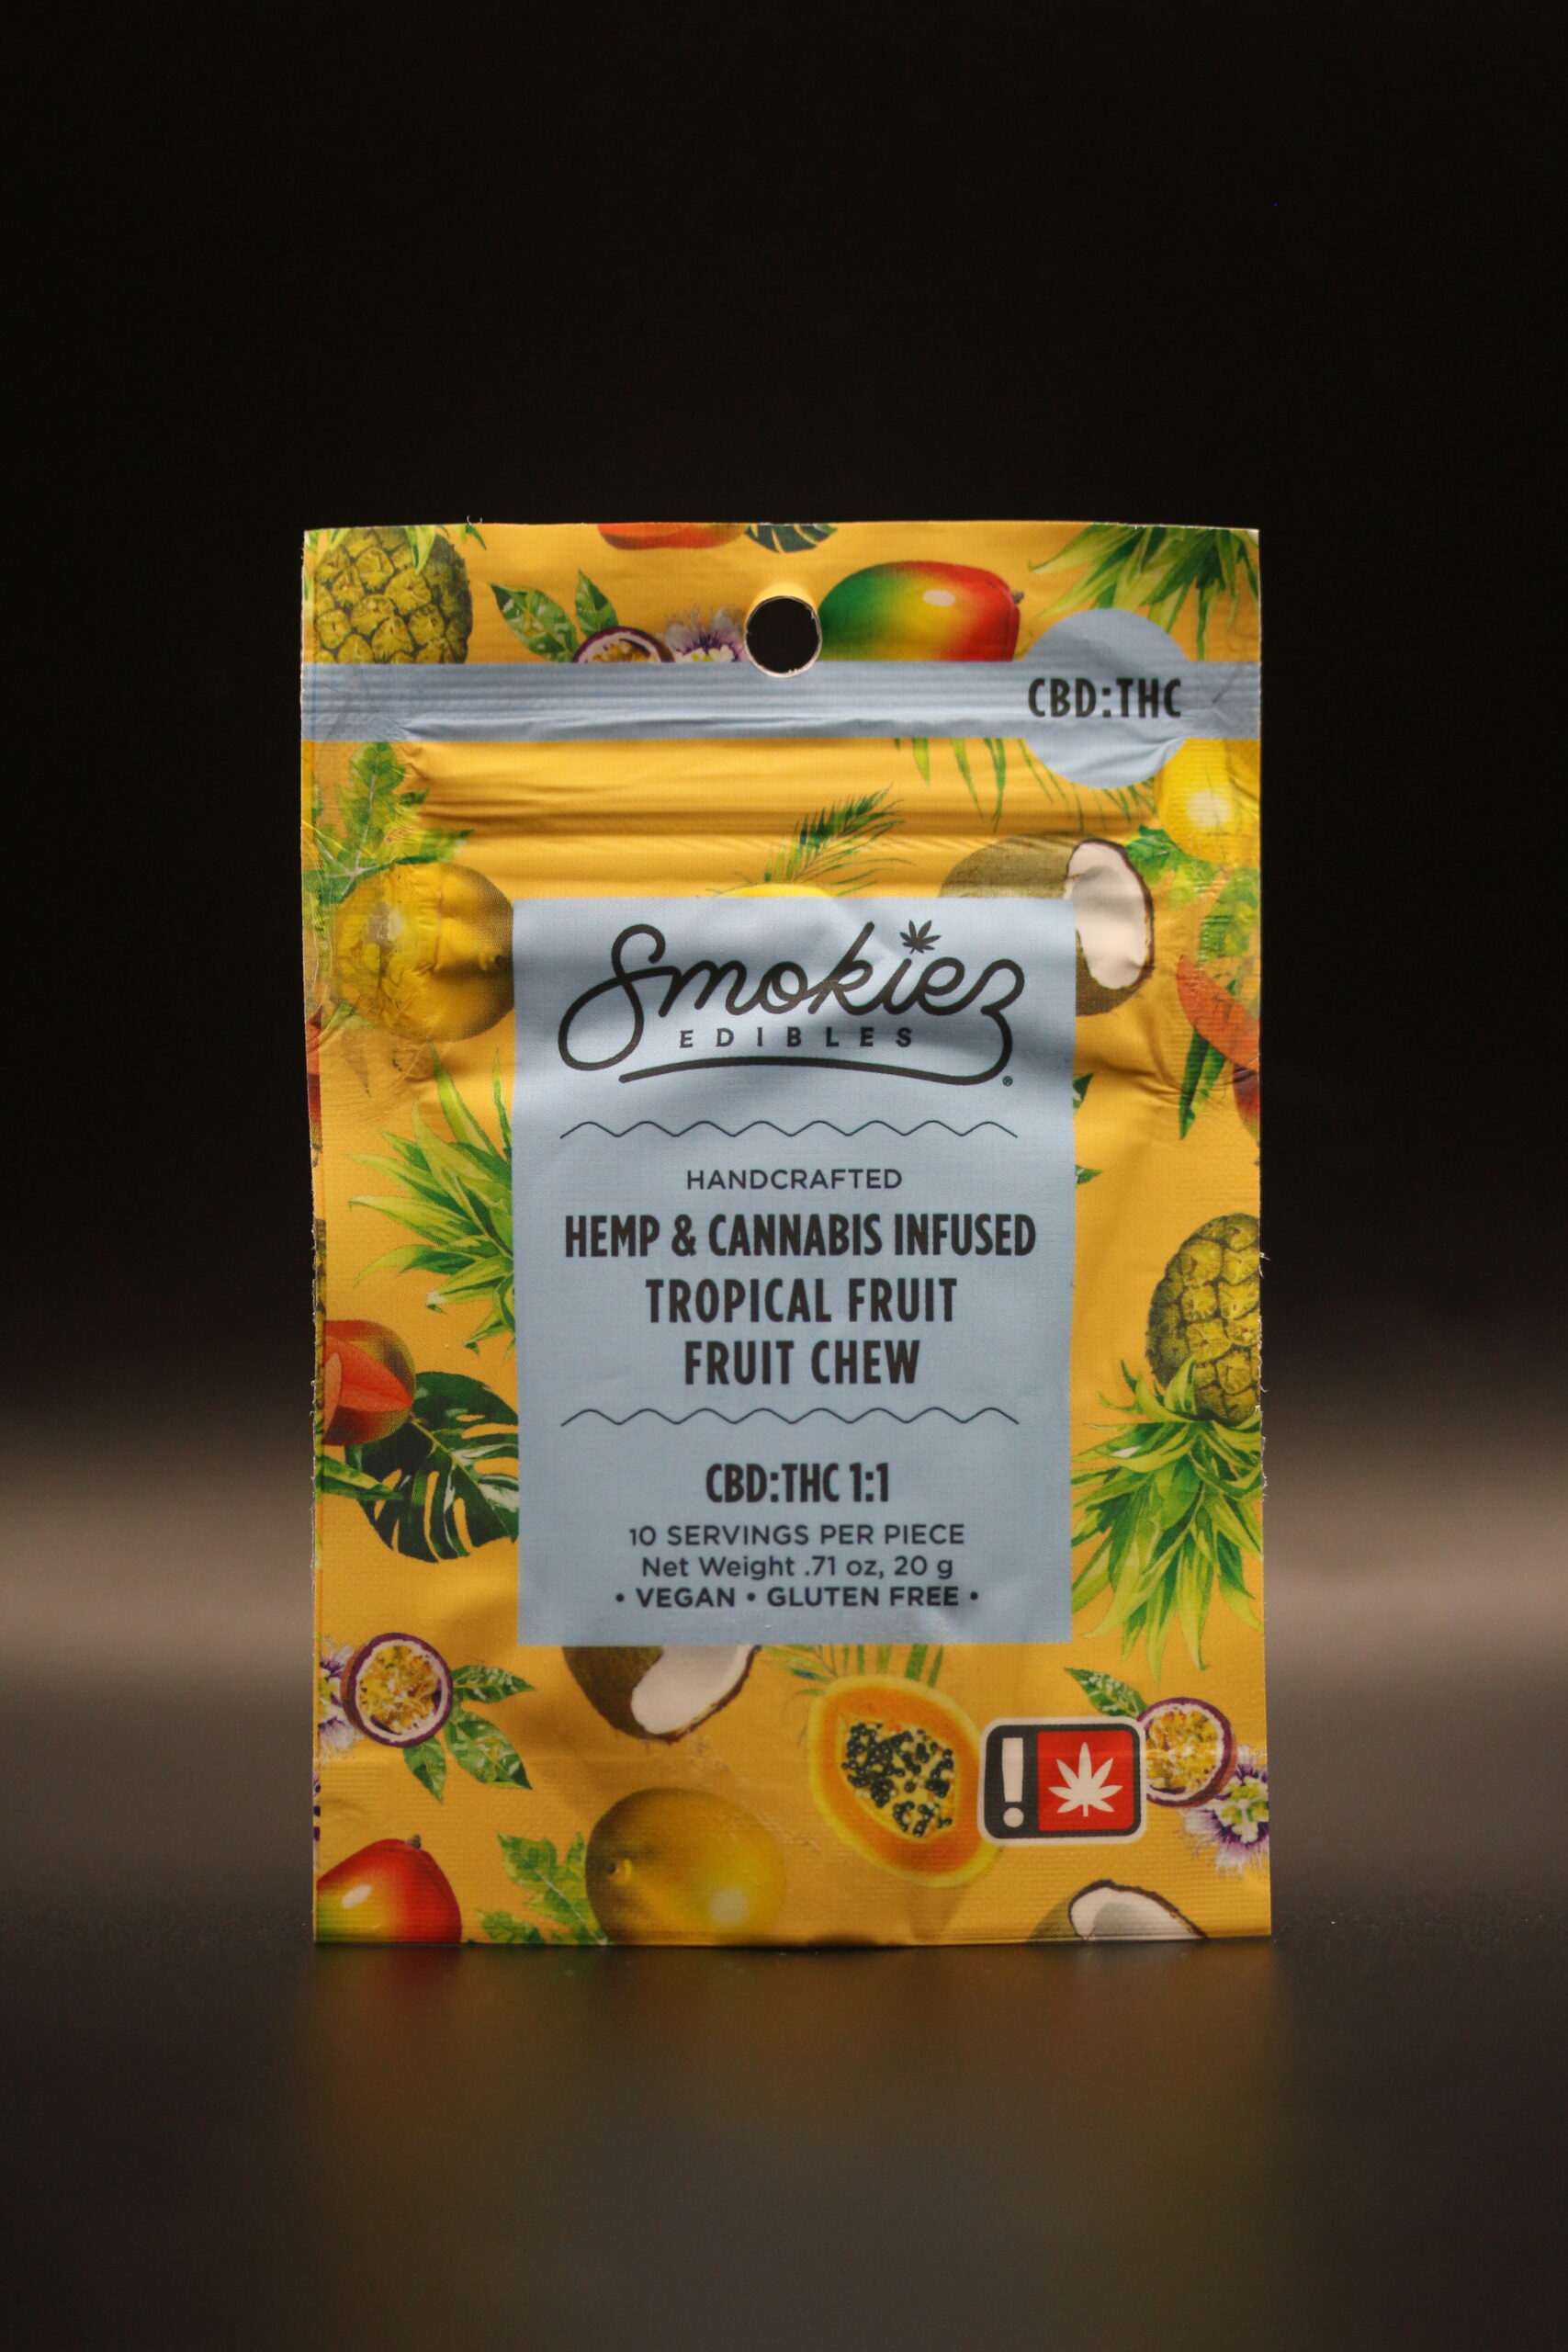 CBD:THC
Smokiez
EDIBLES
®
HANDCRAFTED
HEMP & CANNABIS INFUSED
TROPICAL FRUIT
FRUIT CHEW
CBD:THC 1:1
10 SERVINGS PER PIECE
Net Weight .71 oz, 20 g
• VEGAN • GLUTEN FREE •
!